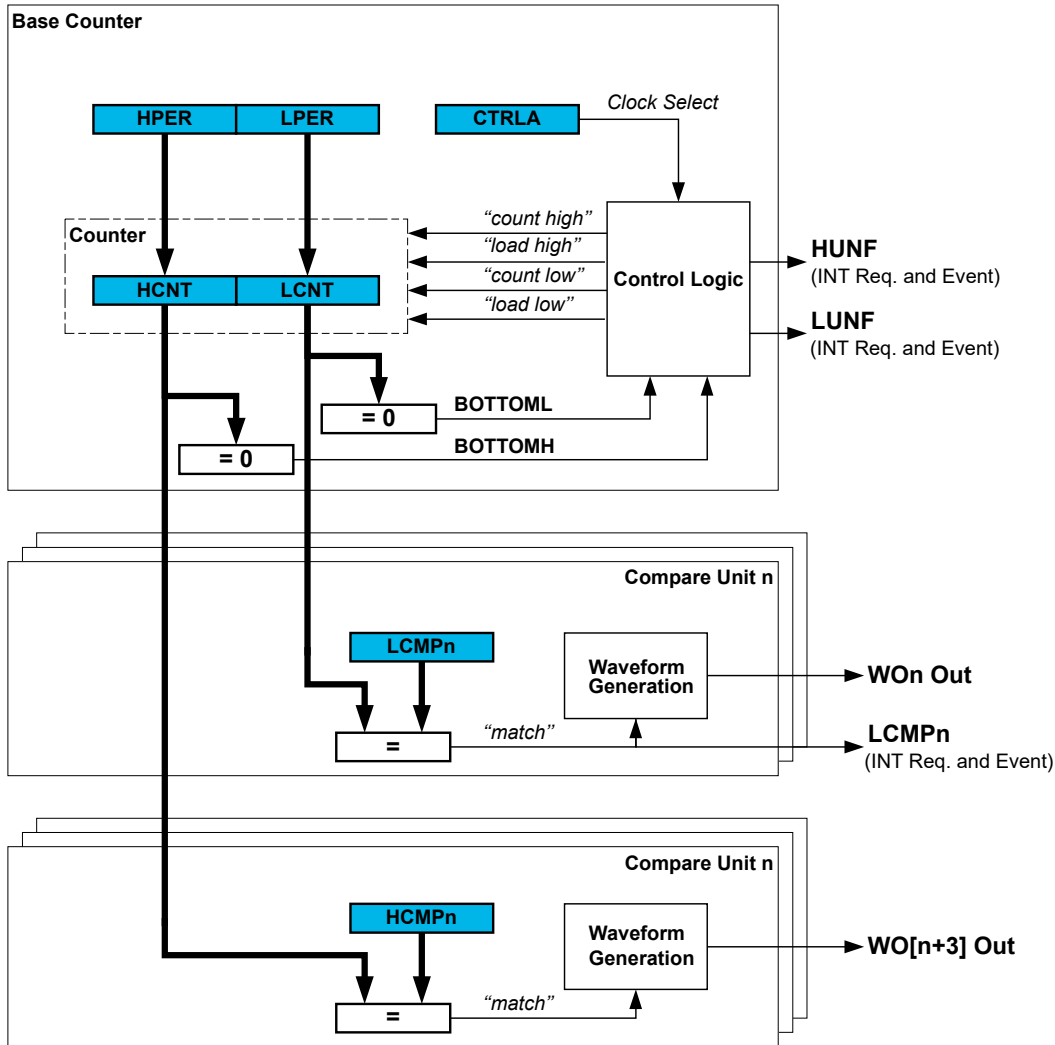 Base Counter
HPER LPER CTRLA Clock Select
Counter
“count high”
“load high”
“count low”
“load low”
HCNT LCNT
Control Logic
HUNF
(INT Req. and Event)
LUNF
(INT Req. and Event)
= 0 BOTTOML
= 0 BOTTOMH
Compare Unit n
LCMPn
Waveform
Generation
WOn Out
= “match”
LCMPn
(INT Req. and Event)
Compare Unit n
HCMPn
Waveform
Generation
WO[n+3] Out
= “match”